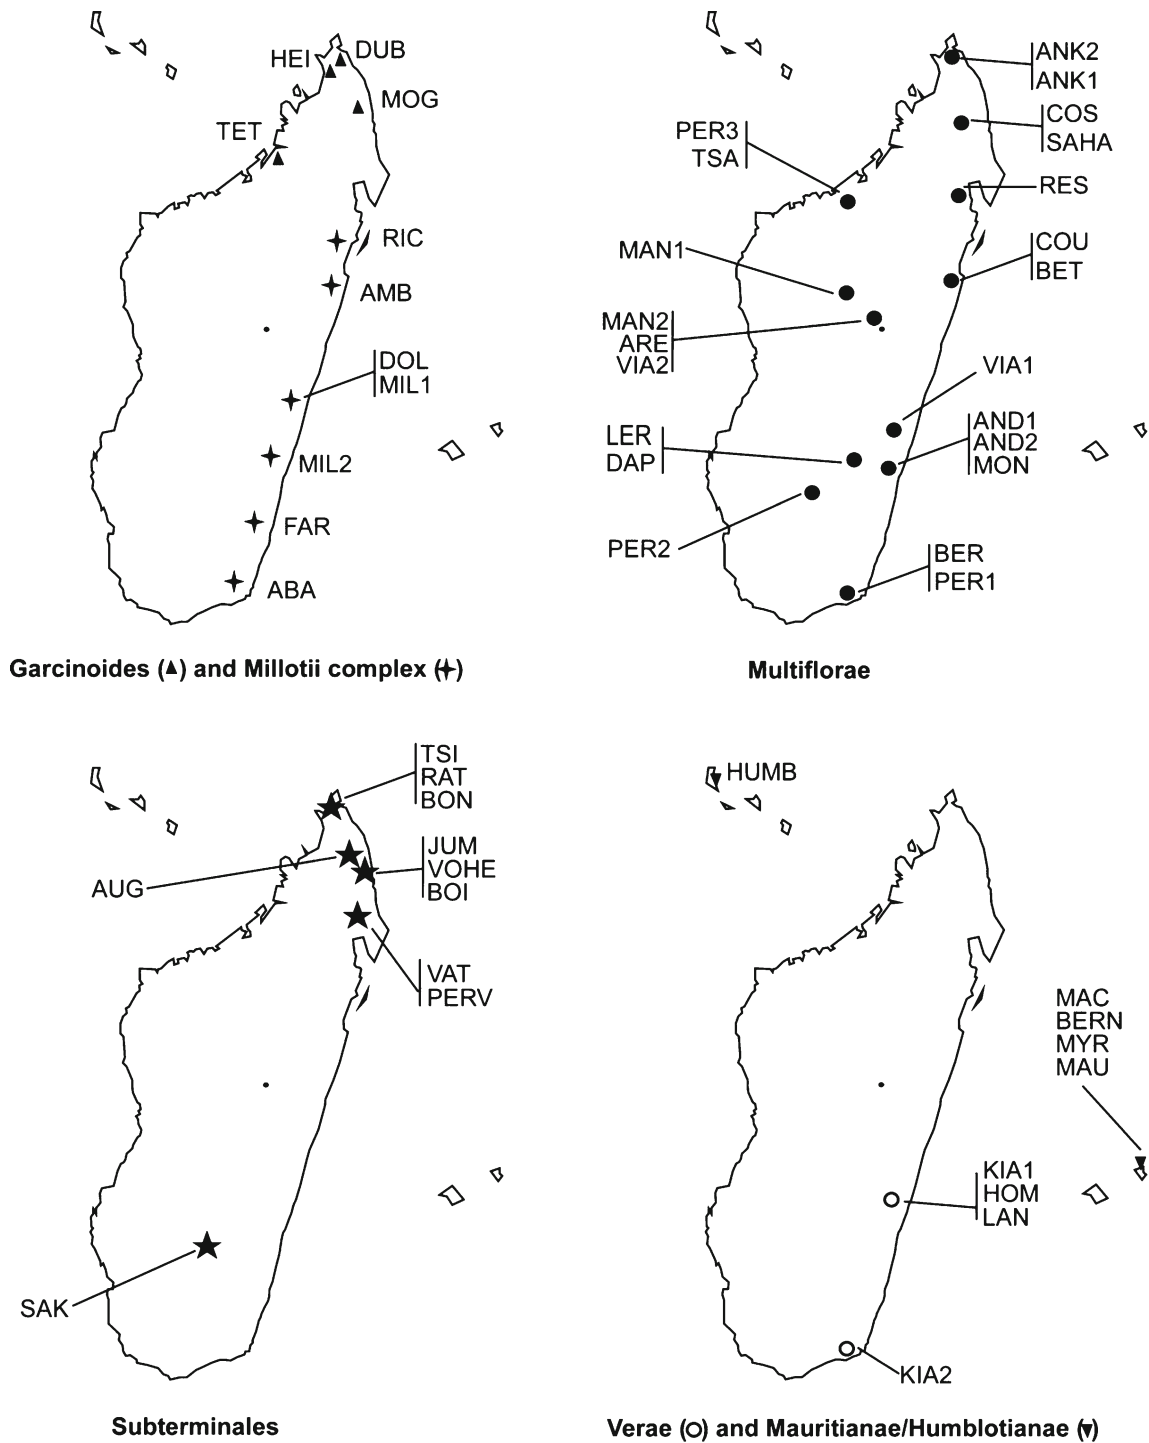 HEI
DUB
MOG
TET
RIC
AMB
DOL
MIL1
MIL2
FAR
ABA
Garcinoides (▲) and Millotii complex (✦)
ANK2
ANK1
COS
SAHA
PER3
TSA
RES
MAN1
COU
BET
MAN2
ARE
VIA2
VIA1
LER
DAP
AND1
AND2
MON
PER2
BER
PER1
Multiflorae
TSI
RAT
BON
JUM
VOHE
BOI
AUG
VAT
PERV
SAK
Subterminales
HUMB
MAC
BERN
MYR
MAU
KIA1
HOM
LAN
KIA2
Verae (○) and Mauritianae/Humblotianae (▼)